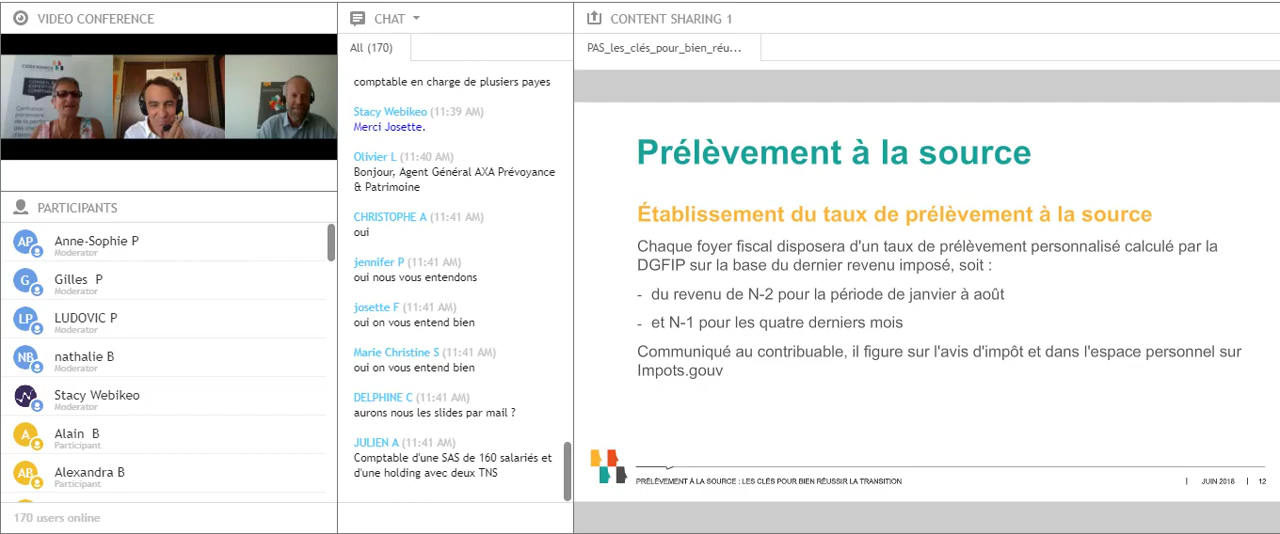 VIDEO CONFERENCE
PARTICIPANTS
AP
Anne-Sophie P
Moderator
G
Gilles P
Moderator
LP
LUDOVIC P
Moderator
NB
nathalie B
Moderator
Stacy Webikeo
Moderator
A
Alain B
Participant
AB
Alexandra B
Participant
170 users online
CHAT
All (170)
comptable en charge de plusiers payes
Stacy Webikeo (11:39 AM)
Merci Josette.
Olivier L (11:40 AM)
Bonjour, Agent Général AXA Prévoyance
& Patrimoine
CHRISTOPHE A (11:41 AM)
oui
jennifer P (11:41 AM)
oui nous vous entendons
josette F (11:41 AM)
oui on vous entend bien
Marie Christine S (11:41 AM)
oui on vous entend bien
DELPHINE C (11:41 AM)
aurons nous les slides par mail ?
JULIEN A (11:41 AM)
Comptable d'une SAS de 160 salariés et
d'une holding avec deux TNS
CONTENT SHARING 1
PAS_les_clés_pour_bien_réu...
Prélèvement à la source
Établissement du taux de prélèvement à la source
Chaque foyer fiscal disposera d'un taux de prélèvement personnalisé calculé par la
DGFIP sur la base du dernier revenu imposé, soit :
- du revenu de N-2 pour la période de janvier à août
- et N-1 pour les quatre derniers mois
Communiqué au contribuable, il figure sur l'avis d'impôt et dans l'espace personnel sur
Impots.gouv
PRÉLÈVEMENT À LA SOURCE : LES CLÉS POUR BIEN RÉUSSIR LA TRANSITION
| JUIN 2018 | 12